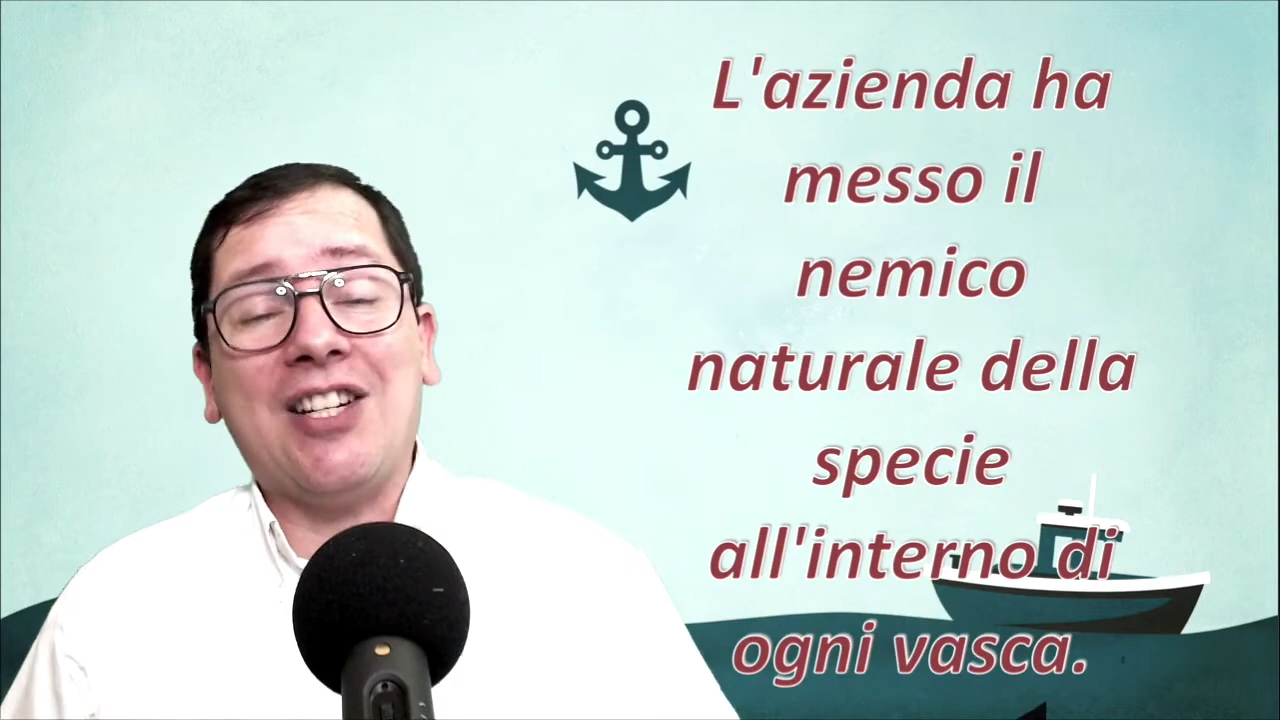 L'azienda ha
messo il
nemico
naturale della
specie
all'interno di
ogni vasca.